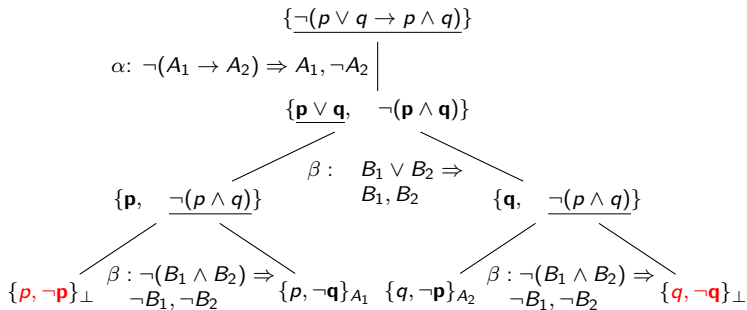 {¬(p ∨ q → p ∧ q)}
α: ¬(A₁ → A₂) ⇒ A₁, ¬A₂
{p ∨ q, ¬(p ∧ q)}
β : B₁ ∨ B₂ ⇒
B₁, B₂
{p, ¬(p ∧ q)}
{q, ¬(p ∧ q)}
{p, ¬p}⊥
β : ¬(B₁ ∧ B₂) ⇒
¬B₁, ¬B₂
{p, ¬q}A₁
{q, ¬p}A₂
β : ¬(B₁ ∧ B₂) ⇒
¬B₁, ¬B₂
{q, ¬q}⊥